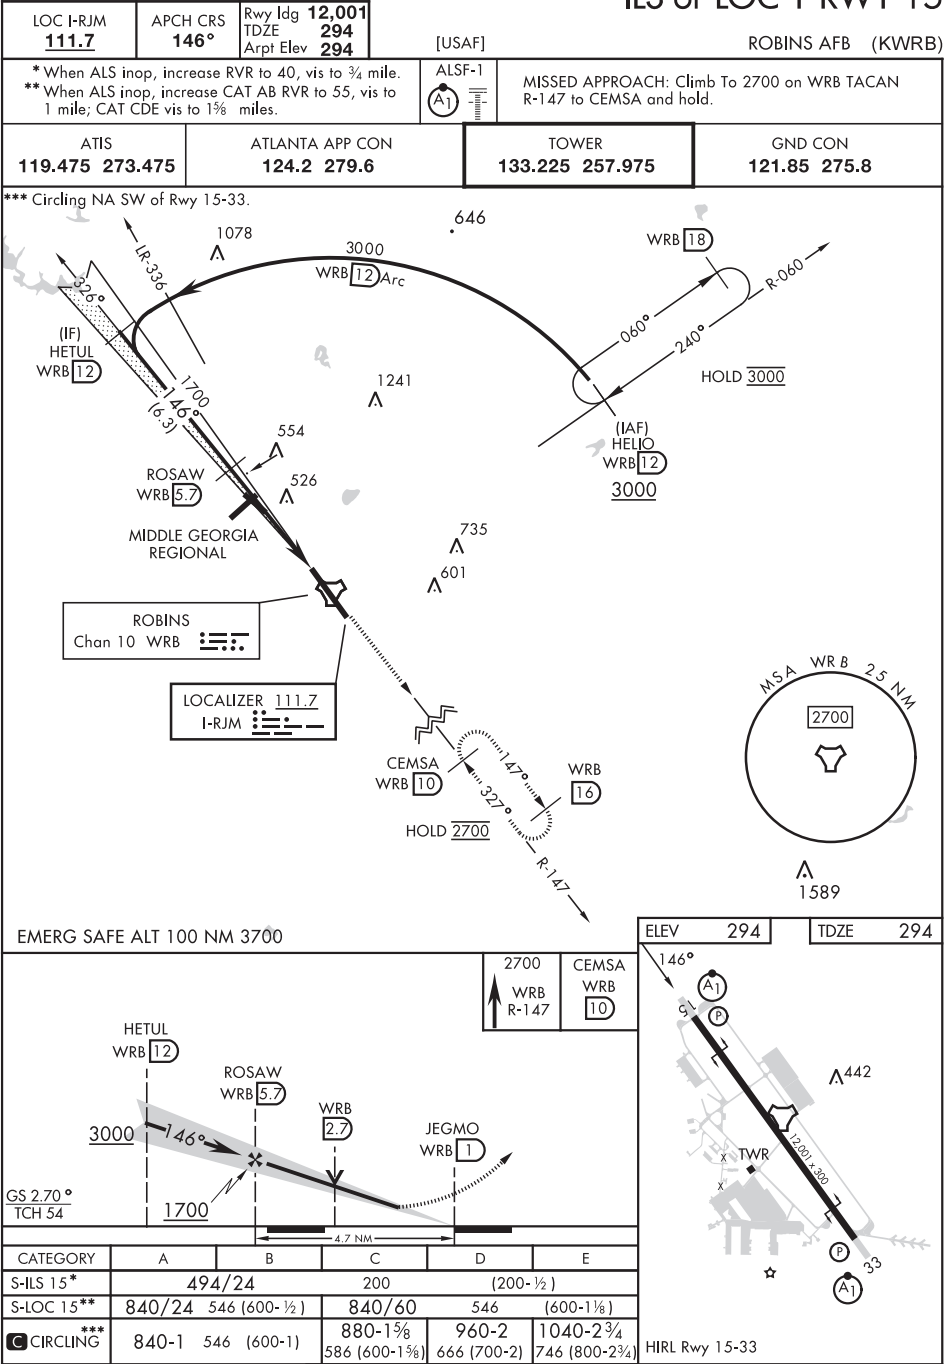 ILS or LOC Y RWY 15
LOC I-RJM
111.7
APCH CRS
146°
Rwy ldg 12,001
TDZE 294
Arpt Elev 294
[USAF]
ROBINS AFB (KWRB)
* When ALS inop, increase RVR to 40, vis to ¾ mile.
** When ALS inop, increase CAT AB RVR to 55, vis to
1 mile; CAT CDE vis to 1⅝ miles.
ALSF-1
A1
MISSED APPROACH: Climb To 2700 on WRB TACAN
R-147 to CEMSA and hold.
ATIS
119.475 273.475
ATLANTA APP CON
124.2 279.6
TOWER
133.225 257.975
GND CON
121.85 275.8
*** Circling NA SW of Rwy 15-33.
646
1078
LR-336
3000
WRB 12 Arc
WRB 18
R-060
060°
240°
HOLD 3000
326°
(IF)
HETUL
WRB 12
1700
146°
(6.3)
1241
(IAF)
HELIO
WRB 12
3000
554
ROSAW
WRB 5.7
526
MIDDLE GEORGIA
REGIONAL
735
601
ROBINS
Chan 10 WRB
LOCALIZER 111.7
I-RJM
MSA WRB 25 NM
2700
CEMSA
WRB 10
147°
327°
WRB
16
HOLD 2700
R-147
1589
EMERG SAFE ALT 100 NM 3700
ELEV 294
TDZE 294
2700
WRB
R-147
CEMSA
WRB
10
HETUL
WRB 12
ROSAW
WRB 5.7
WRB
2.7
JEGMO
WRB 1
3000
146°
GS 2.70°
TCH 54
1700
4.7 NM
146°
A1
15
P
442
12,001 x 300
X
TWR
X
P
33
A1
HIRL Rwy 15-33
CATEGORY A B C D E
S-ILS 15* 494/24 200 (200-½)
S-LOC 15** 840/24 546 (600-½) 840/60 546 (600-1⅛)
C CIRCLING *** 840-1 546 (600-1) 880-1⅝ 586 (600-1⅝) 960-2 666 (700-2) 1040-2¾ 746 (800-2¾)